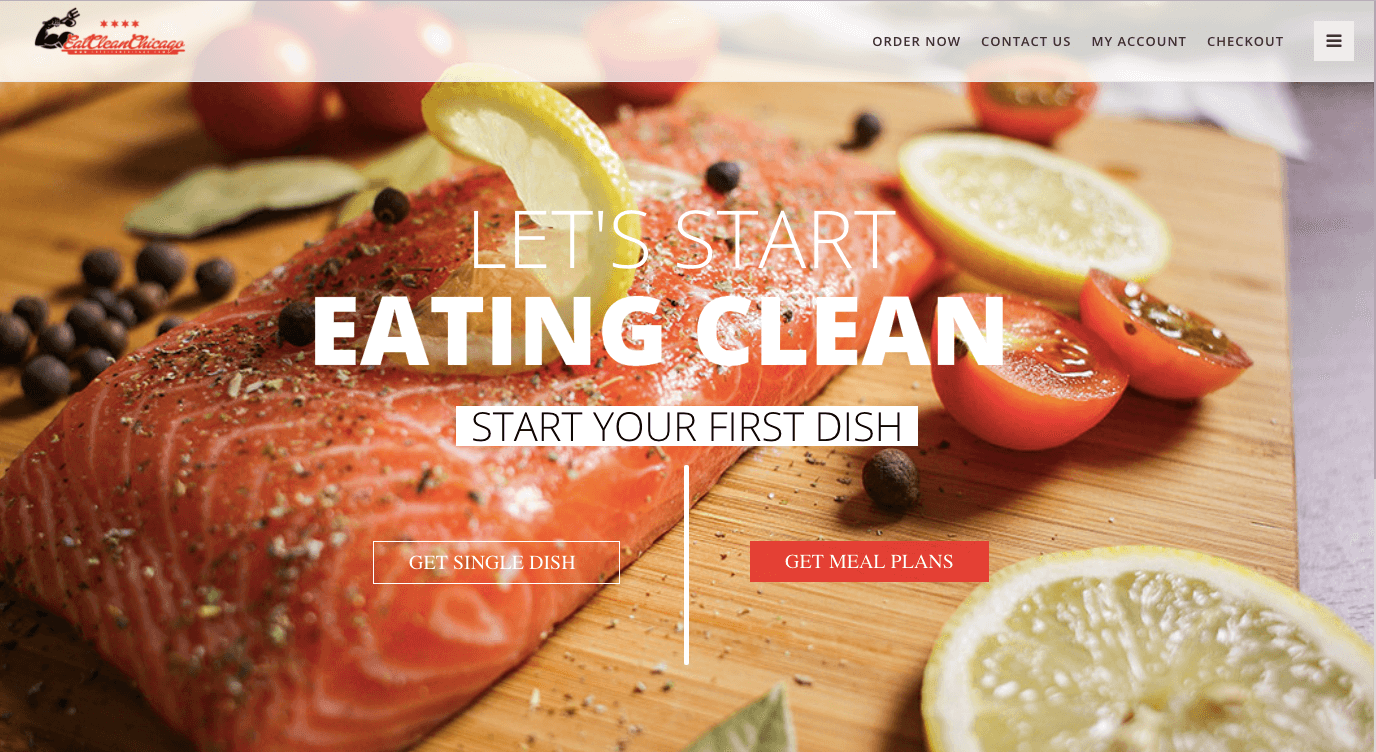 EatCleanChicago
ORDER NOW CONTACT US MY ACCOUNT CHECKOUT
LET'S START
EATING CLEAN
START YOUR FIRST DISH
GET SINGLE DISH GET MEAL PLANS